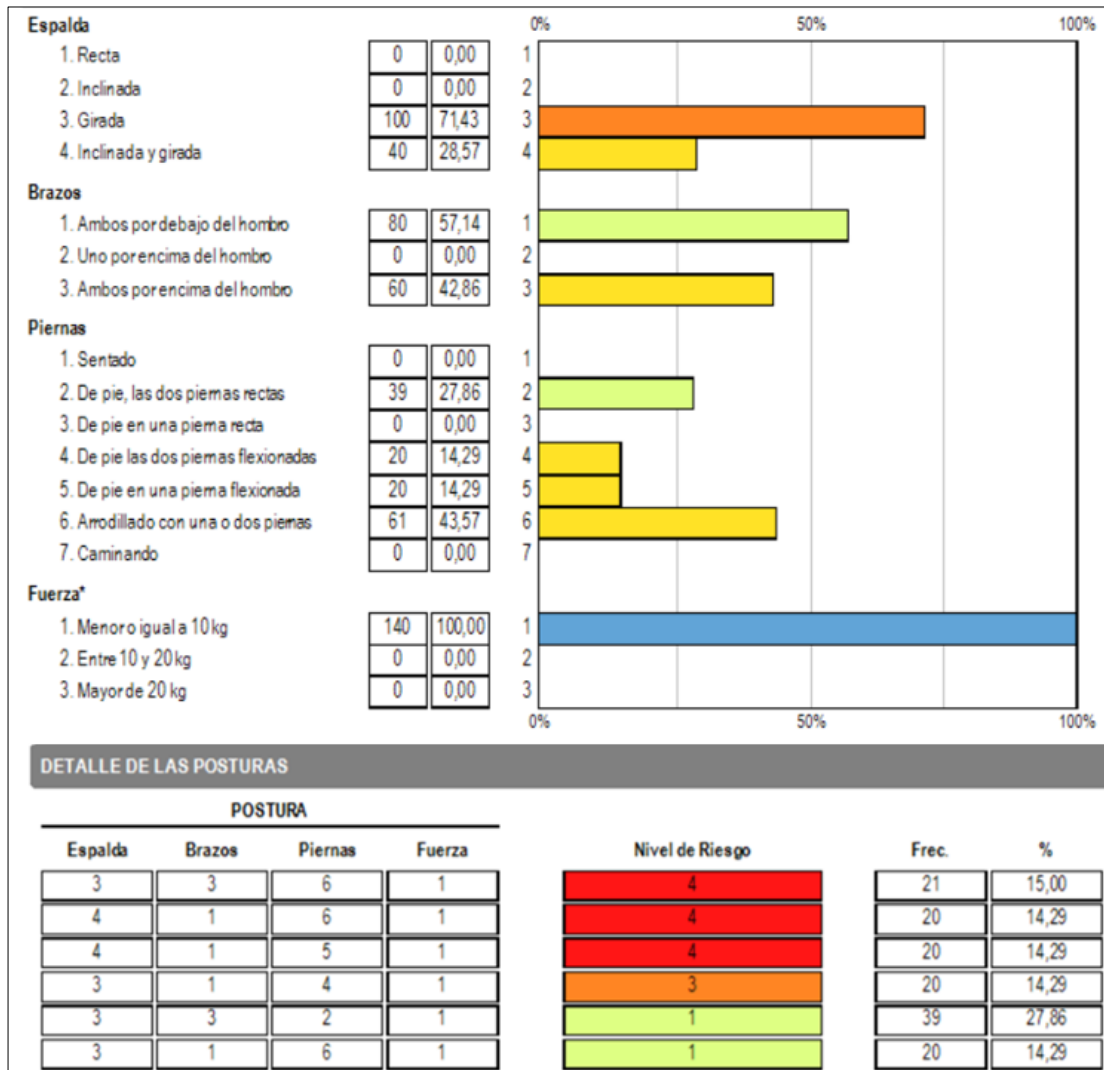 Espalda 0% 50% 100%
1. Recta 0 0,00 1
2. Inclinada 0 0,00 2
3. Girada 100 71,43 3
4. Inclinada y girada 40 28,57 4
Brazos
1. Ambos por debajo del hombro 80 57,14 1
2. Uno por encima del hombro 0 0,00 2
3. Ambos por encima del hombro 60 42,86 3
Piernas
1. Sentado 0 0,00 1
2. De pie, las dos piernas rectas 39 27,86 2
3. De pie en una pierna recta 0 0,00 3
4. De pie las dos piernas flexionadas 20 14,29 4
5. De pie en una pierna flexionada 20 14,29 5
6. Arrodillado con una o dos piernas 61 43,57 6
7. Caminando 0 0,00 7
Fuerza*
1. Menor o igual a 10 kg 140 100,00 1
2. Entre 10 y 20 kg 0 0,00 2
3. Mayor de 20 kg 0 0,00 3
0% 50% 100%
DETALLE DE LAS POSTURAS
POSTURA
Espalda Brazos Piernas Fuerza Nivel de Riesgo Frec. %
3 3 6 1 4 21 15,00
4 1 6 1 4 20 14,29
4 1 5 1 4 20 14,29
3 1 4 1 3 20 14,29
3 3 2 1 1 39 27,86
3 1 6 1 1 20 14,29